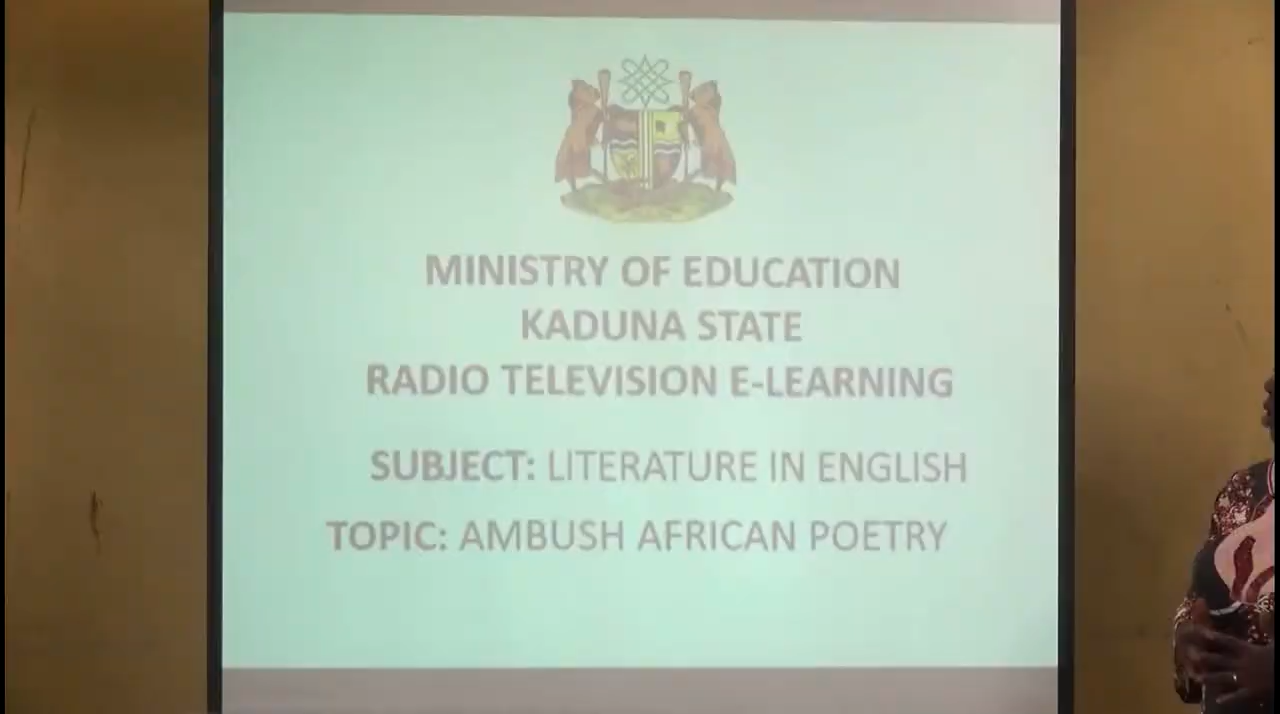 MINISTRY OF EDUCATION
KADUNA STATE
RADIO TELEVISION E-LEARNING
SUBJECT: LITERATURE IN ENGLISH
TOPIC: AMBUSH AFRICAN POETRY